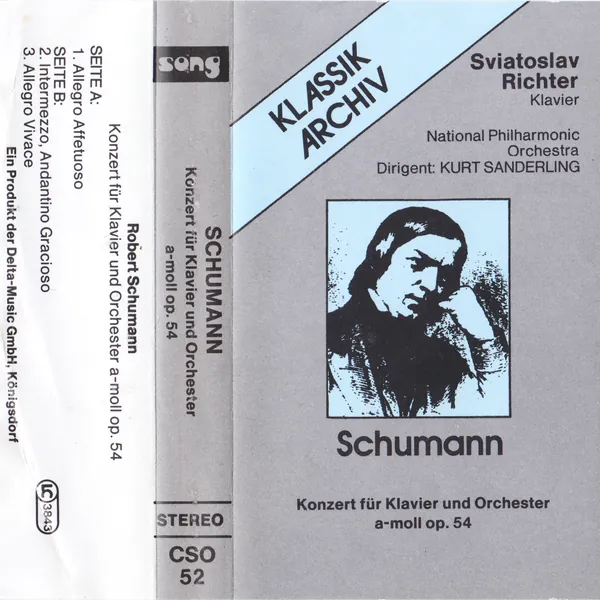 Robert Schumann
Konzert für Klavier und Orchester a-moll op. 54
SEITE A:
1. Allegro Affetuoso
SEITE B:
2. Intermezzo, Andantino Gracioso
3. Allegro Vivace
Ein Produkt der Delta-Music GmbH, Königsdorf
LC
3843
song
SCHUMANN
Konzert für Klavier und Orchester
a-moll op. 54
STEREO
CSO
52
KLASSIK
ARCHIV
Sviatoslav
Richter
Klavier
National Philharmonic
Orchestra
Dirigent: KURT SANDERLING
Schumann
Konzert für Klavier und Orchester
a-moll op. 54